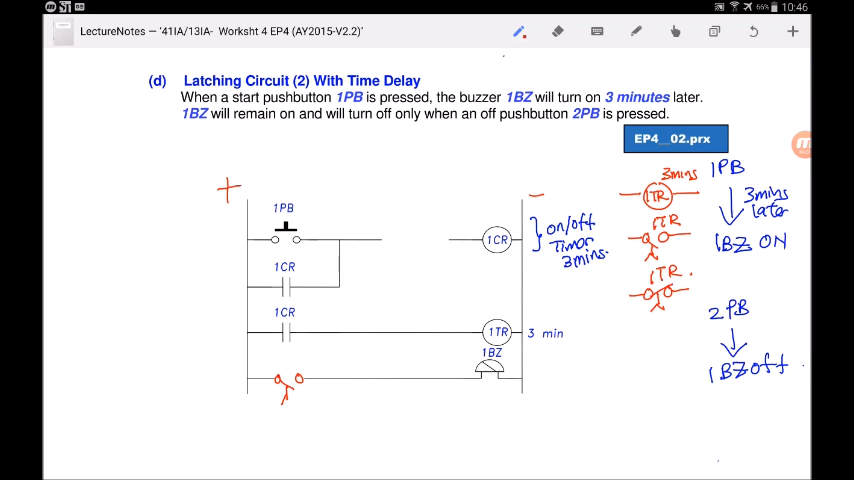 10:46
66%
LectureNotes — '41IA/13IA- Worksht 4 EP4 (AY2015-V2.2)'
(d) Latching Circuit (2) With Time Delay
When a start pushbutton 1PB is pressed, the buzzer 1BZ will turn on 3 minutes later.
1BZ will remain on and will turn off only when an off pushbutton 2PB is pressed.
EP4__02.prx
+
−
1PB
1CR
1CR
1CR
1TR
3 min
1BZ
on/off
Timer
3mins.
3mins
1TR
1TR
1TR.
1PB
3mins
later
1BZ ON
2PB
1BZ off